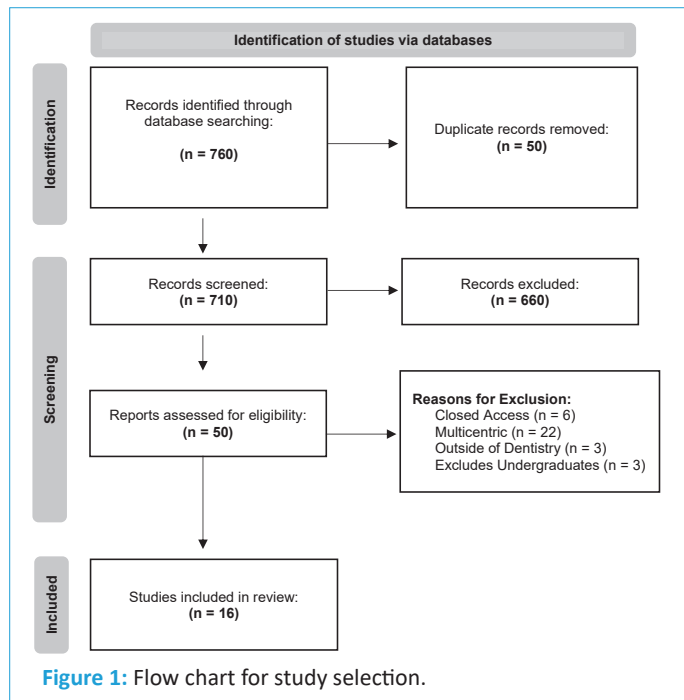 Identification of studies via databases
Identification
Records identified through
database searching:
(n = 760)
Duplicate records removed:
(n = 50)
Screening
Records screened:
(n = 710)
Records excluded:
(n = 660)
Reports assessed for eligibility:
(n = 50)
Reasons for Exclusion:
Closed Access (n = 6)
Multicentric (n = 22)
Outside of Dentistry (n = 3)
Excludes Undergraduates (n = 3)
Included
Studies included in review:
(n = 16)
Figure 1: Flow chart for study selection.